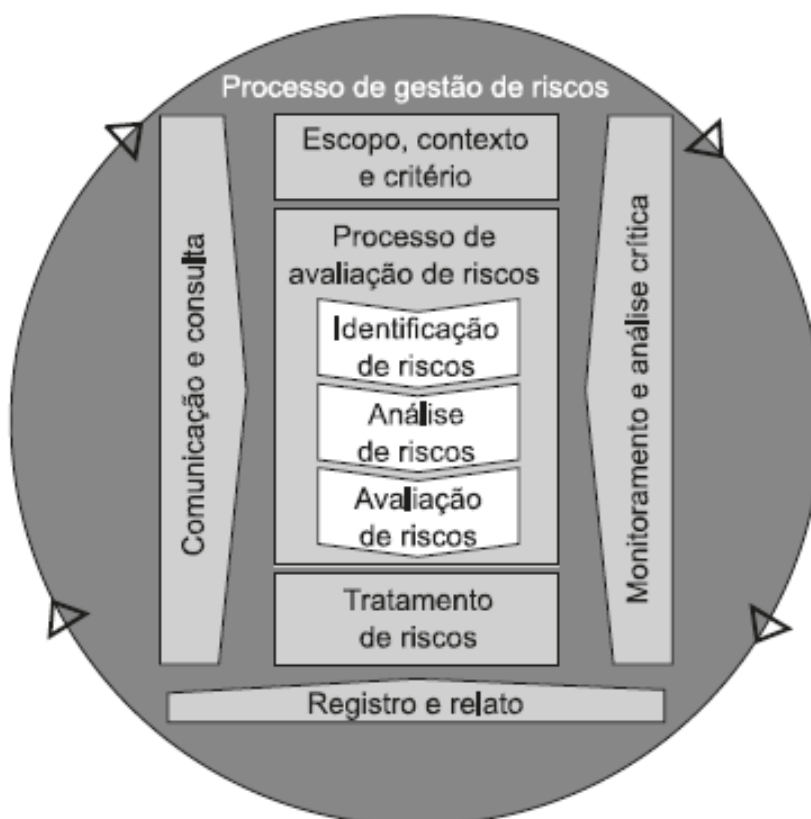 Processo de gestão de riscos
Escopo, contexto
e critério
Processo de
avaliação de riscos
Identificação
de riscos
Análise
de riscos
Avaliação
de riscos
Tratamento
de riscos
Comunicação e consulta
Monitoramento e análise crítica
Registro e relato